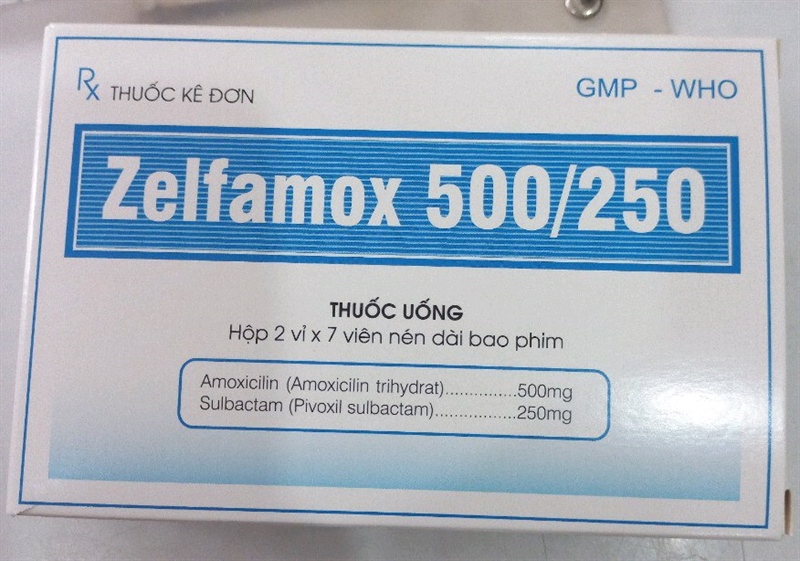 Rx THUỐC KÊ ĐƠN
GMP - WHO
Zelfamox 500/250
THUỐC UỐNG
Hộp 2 vỉ x 7 viên nén dài bao phim
Amoxicilin (Amoxicilin trihydrat)...............500mg
Sulbactam (Pivoxil sulbactam).................250mg